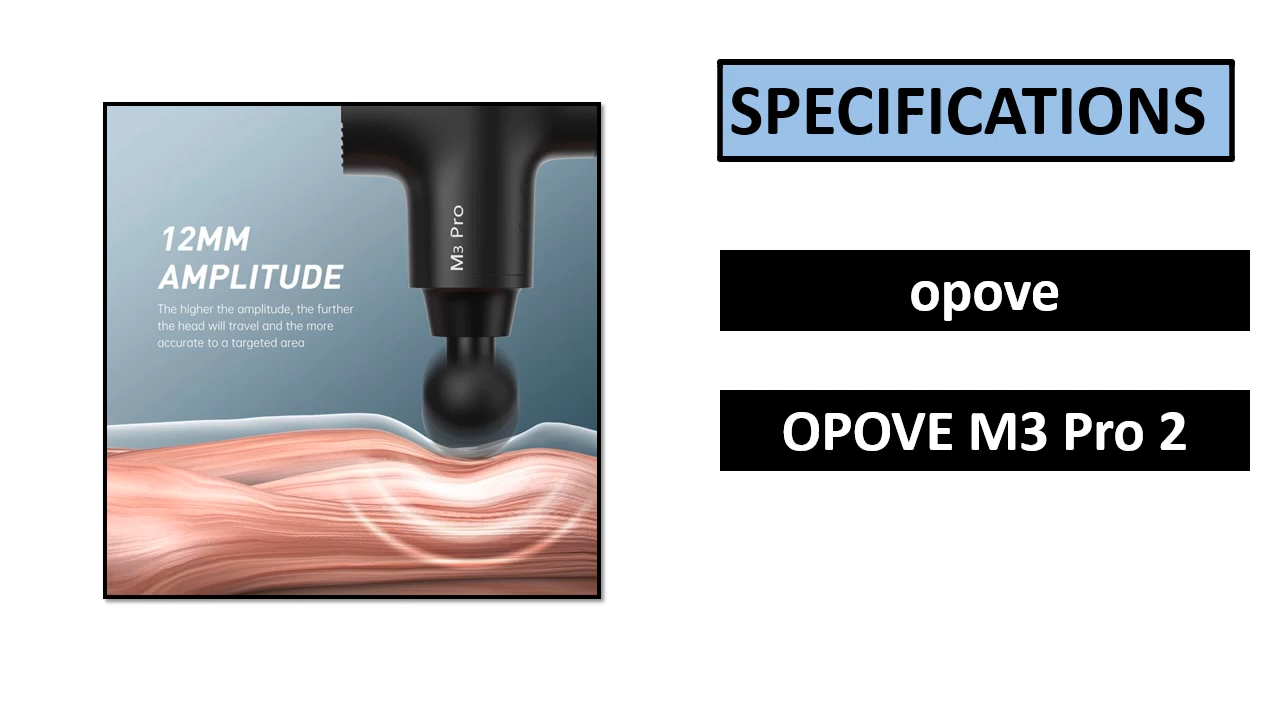 12MM
AMPLITUDE
The higher the amplitude, the further
the head will travel and the more
accurate to a targeted area
M3 Pro
SPECIFICATIONS
opove
OPOVE M3 Pro 2